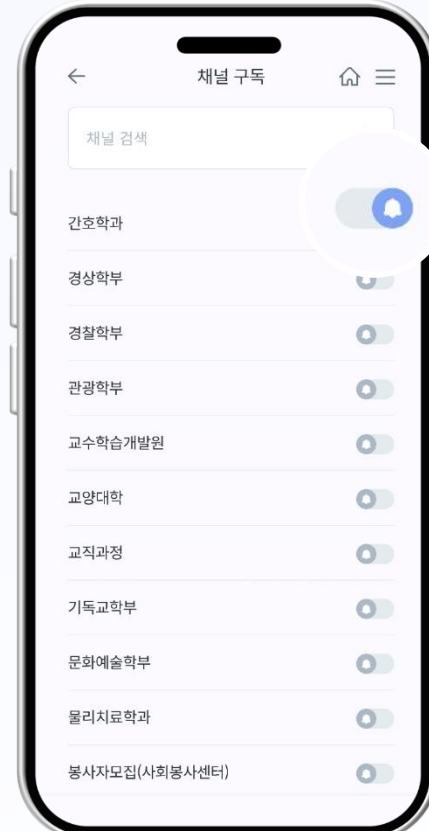 채널 구독
채널 검색
간호학과
경상학부
경찰학부
관광학부
교수학습개발원
교양대학
교직과정
기독교학부
문화예술학부
물리치료학과
봉사자모집(사회봉사센터)